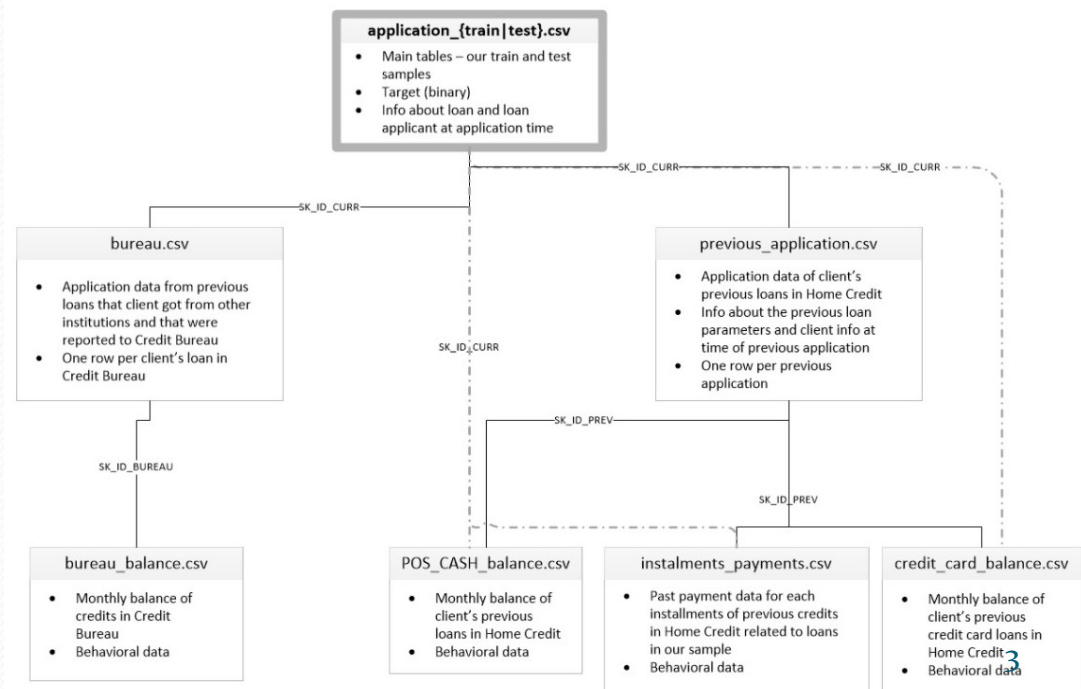 application_{train|test}.csv
• Main tables – our train and test
samples
• Target (binary)
• Info about loan and loan
applicant at application time
SK_ID_CURR
SK_ID_CURR
SK_ID_CURR
bureau.csv
• Application data from previous
loans that client got from other
institutions and that were
reported to Credit Bureau
• One row per client's loan in
Credit Bureau
previous_application.csv
• Application data of client's
previous loans in Home Credit
• Info about the previous loan
parameters and client info at
time of previous application
• One row per previous
application
SK_ID_CURR
SK_ID_PREV
SK_ID_BUREAU
SK_ID_PREV
bureau_balance.csv
• Monthly balance of
credits in Credit
Bureau
• Behavioral data
POS_CASH_balance.csv
• Monthly balance of
client's previous
loans in Home Credit
• Behavioral data
instalments_payments.csv
• Past payment data for each
installments of previous credits
in Home Credit related to loans
in our sample
• Behavioral data
credit_card_balance.csv
• Monthly balance of
client's previous
credit card loans in
Home Credit
• Behavioral data
3